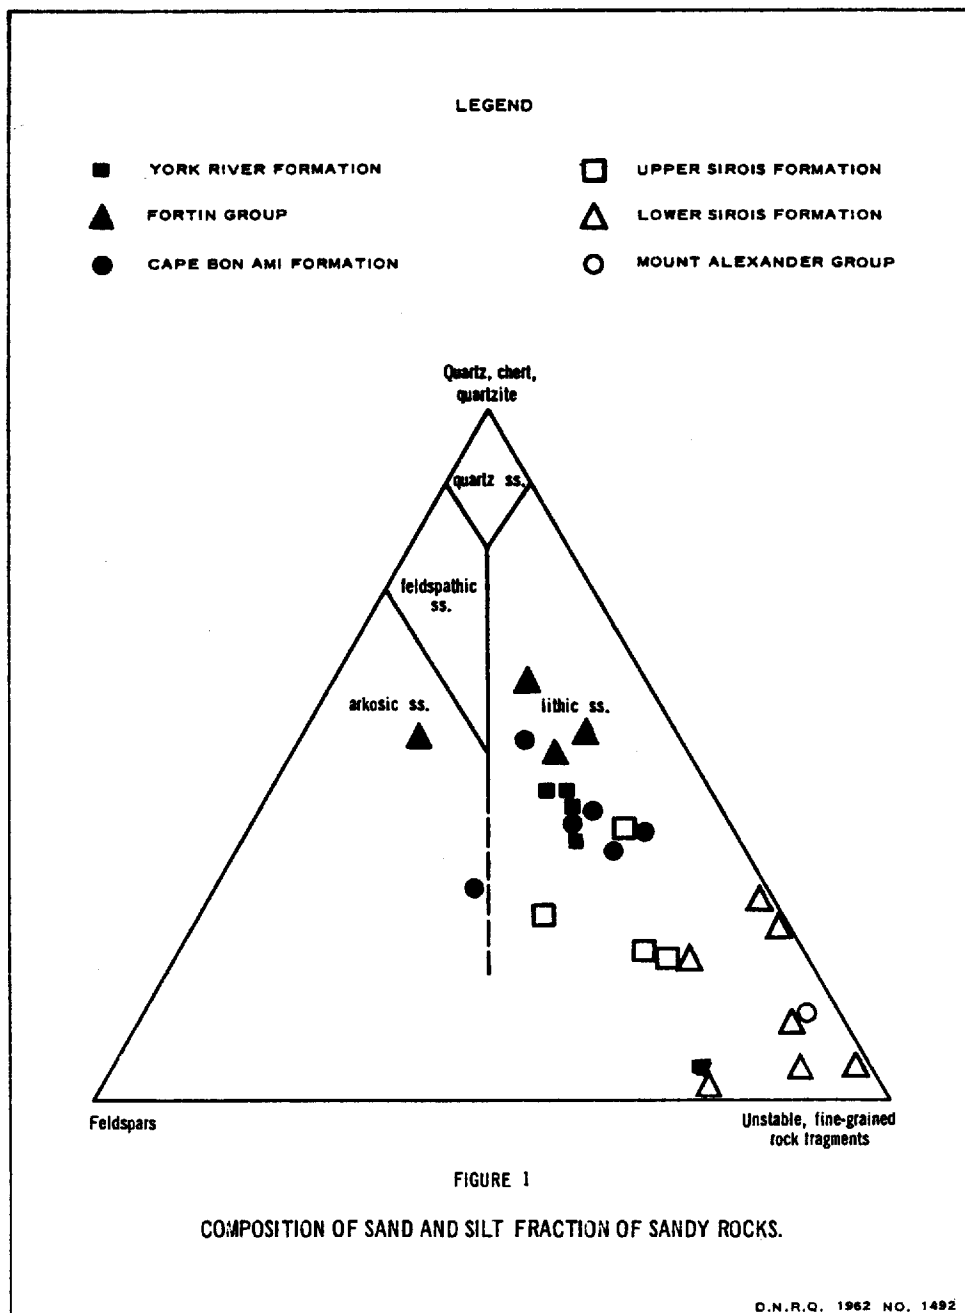 LEGEND
YORK RIVER FORMATION
FORTIN GROUP
CAPE BON AMI FORMATION
UPPER SIROIS FORMATION
LOWER SIROIS FORMATION
MOUNT ALEXANDER GROUP
Quartz, chert,
quartzite
quartz ss.
feldspathic
ss.
arkosic ss.
lithic ss.
Feldspars
Unstable, fine-grained
rock fragments
FIGURE 1
COMPOSITION OF SAND AND SILT FRACTION OF SANDY ROCKS.
D.N.R.Q. 1962 NO. 1492